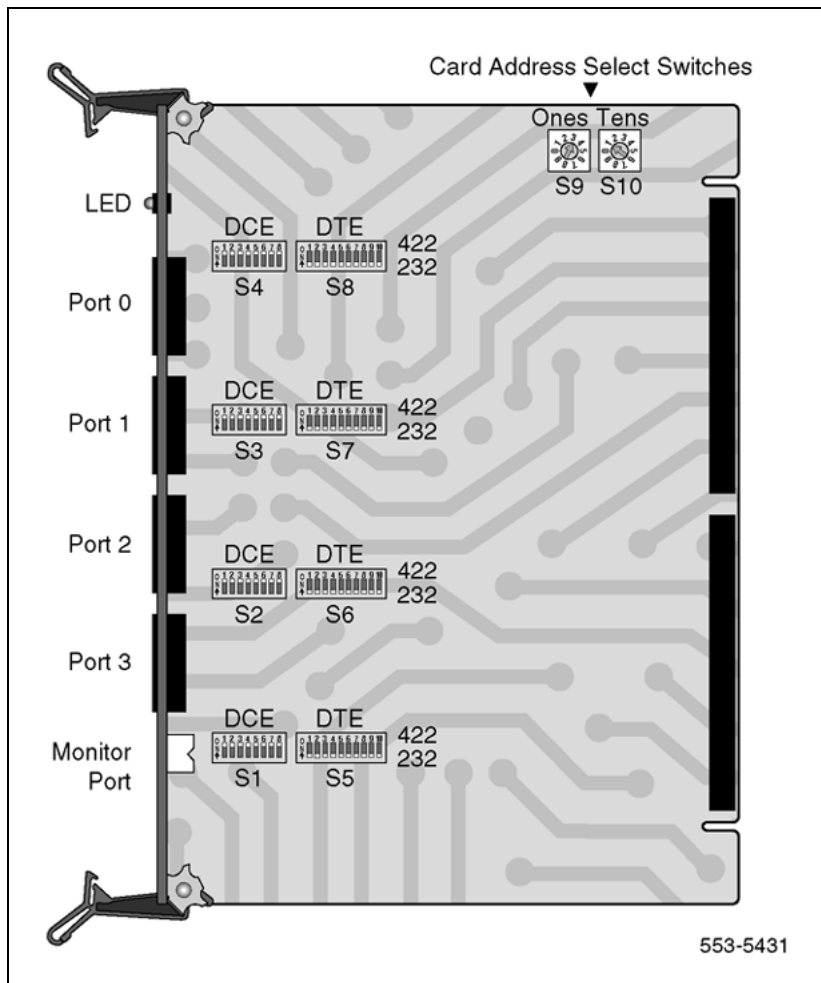 Card Address Select Switches
Ones Tens
S9 S10
LED
DCE DTE
422
232
S4 S8
Port 0
DCE DTE
422
232
S3 S7
Port 1
DCE DTE
422
232
S2 S6
Port 2
Port 3
DCE DTE
422
232
S1 S5
Monitor
Port
553-5431